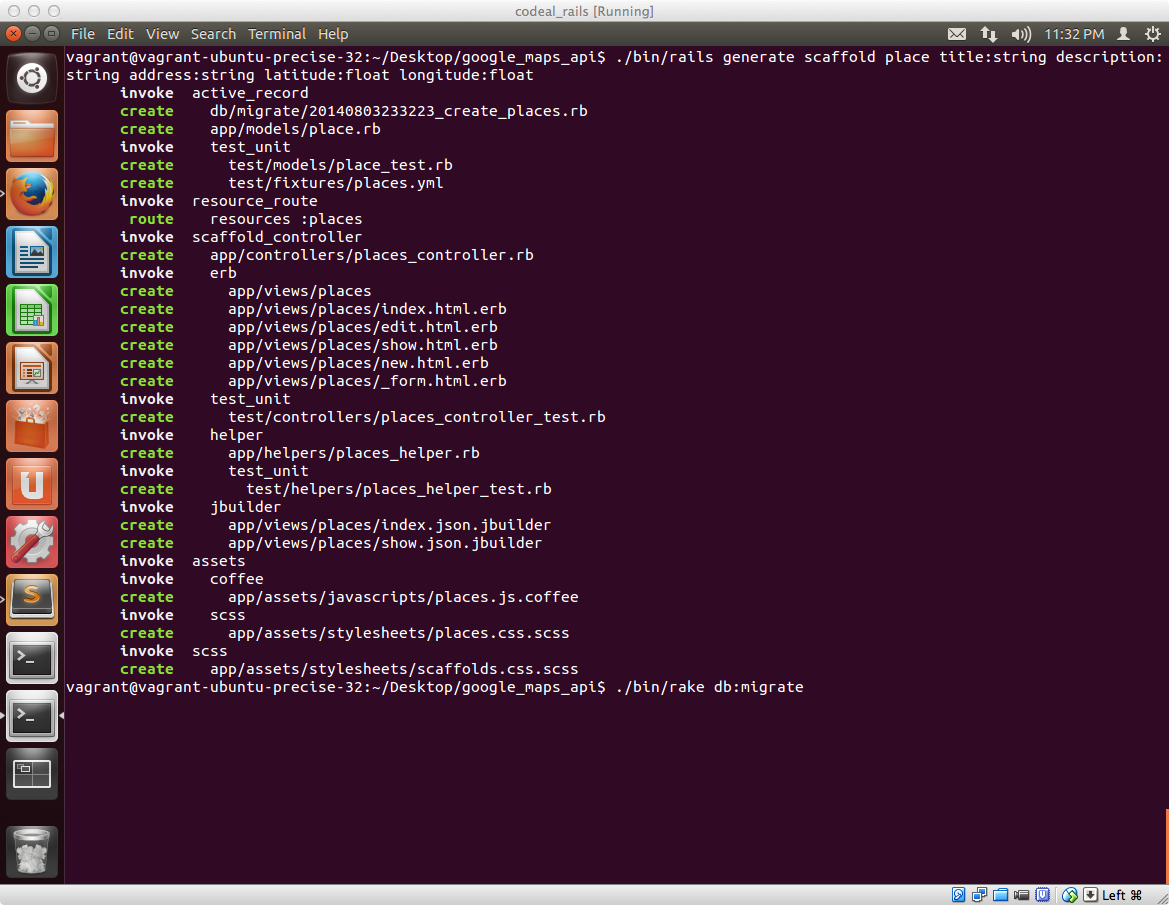 codeal_rails [Running]
File Edit View Search Terminal Help 11:32 PM
vagrant@vagrant-ubuntu-precise-32:~/Desktop/google_maps_api$ ./bin/rails generate scaffold place title:string description:
string address:string latitude:float longitude:float
invoke active_record
create db/migrate/20140803233223_create_places.rb
create app/models/place.rb
invoke test_unit
create test/models/place_test.rb
create test/fixtures/places.yml
invoke resource_route
route resources :places
invoke scaffold_controller
create app/controllers/places_controller.rb
invoke erb
create app/views/places
create app/views/places/index.html.erb
create app/views/places/edit.html.erb
create app/views/places/show.html.erb
create app/views/places/new.html.erb
create app/views/places/_form.html.erb
invoke test_unit
create test/controllers/places_controller_test.rb
invoke helper
create app/helpers/places_helper.rb
invoke test_unit
create test/helpers/places_helper_test.rb
invoke jbuilder
create app/views/places/index.json.jbuilder
create app/views/places/show.json.jbuilder
invoke assets
invoke coffee
create app/assets/javascripts/places.js.coffee
invoke scss
create app/assets/stylesheets/places.css.scss
invoke scss
create app/assets/stylesheets/scaffolds.css.scss
vagrant@vagrant-ubuntu-precise-32:~/Desktop/google_maps_api$ ./bin/rake db:migrate
Left ⌘